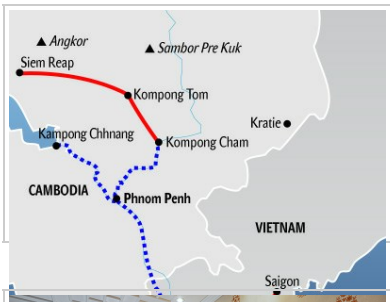 Angkor
Sambor Pre Kuk
Siem Reap
Kompong Tom
Kratie
Kampong Chhnang
Kompong Cham
CAMBODIA
Phnom Penh
VIETNAM
Saigon